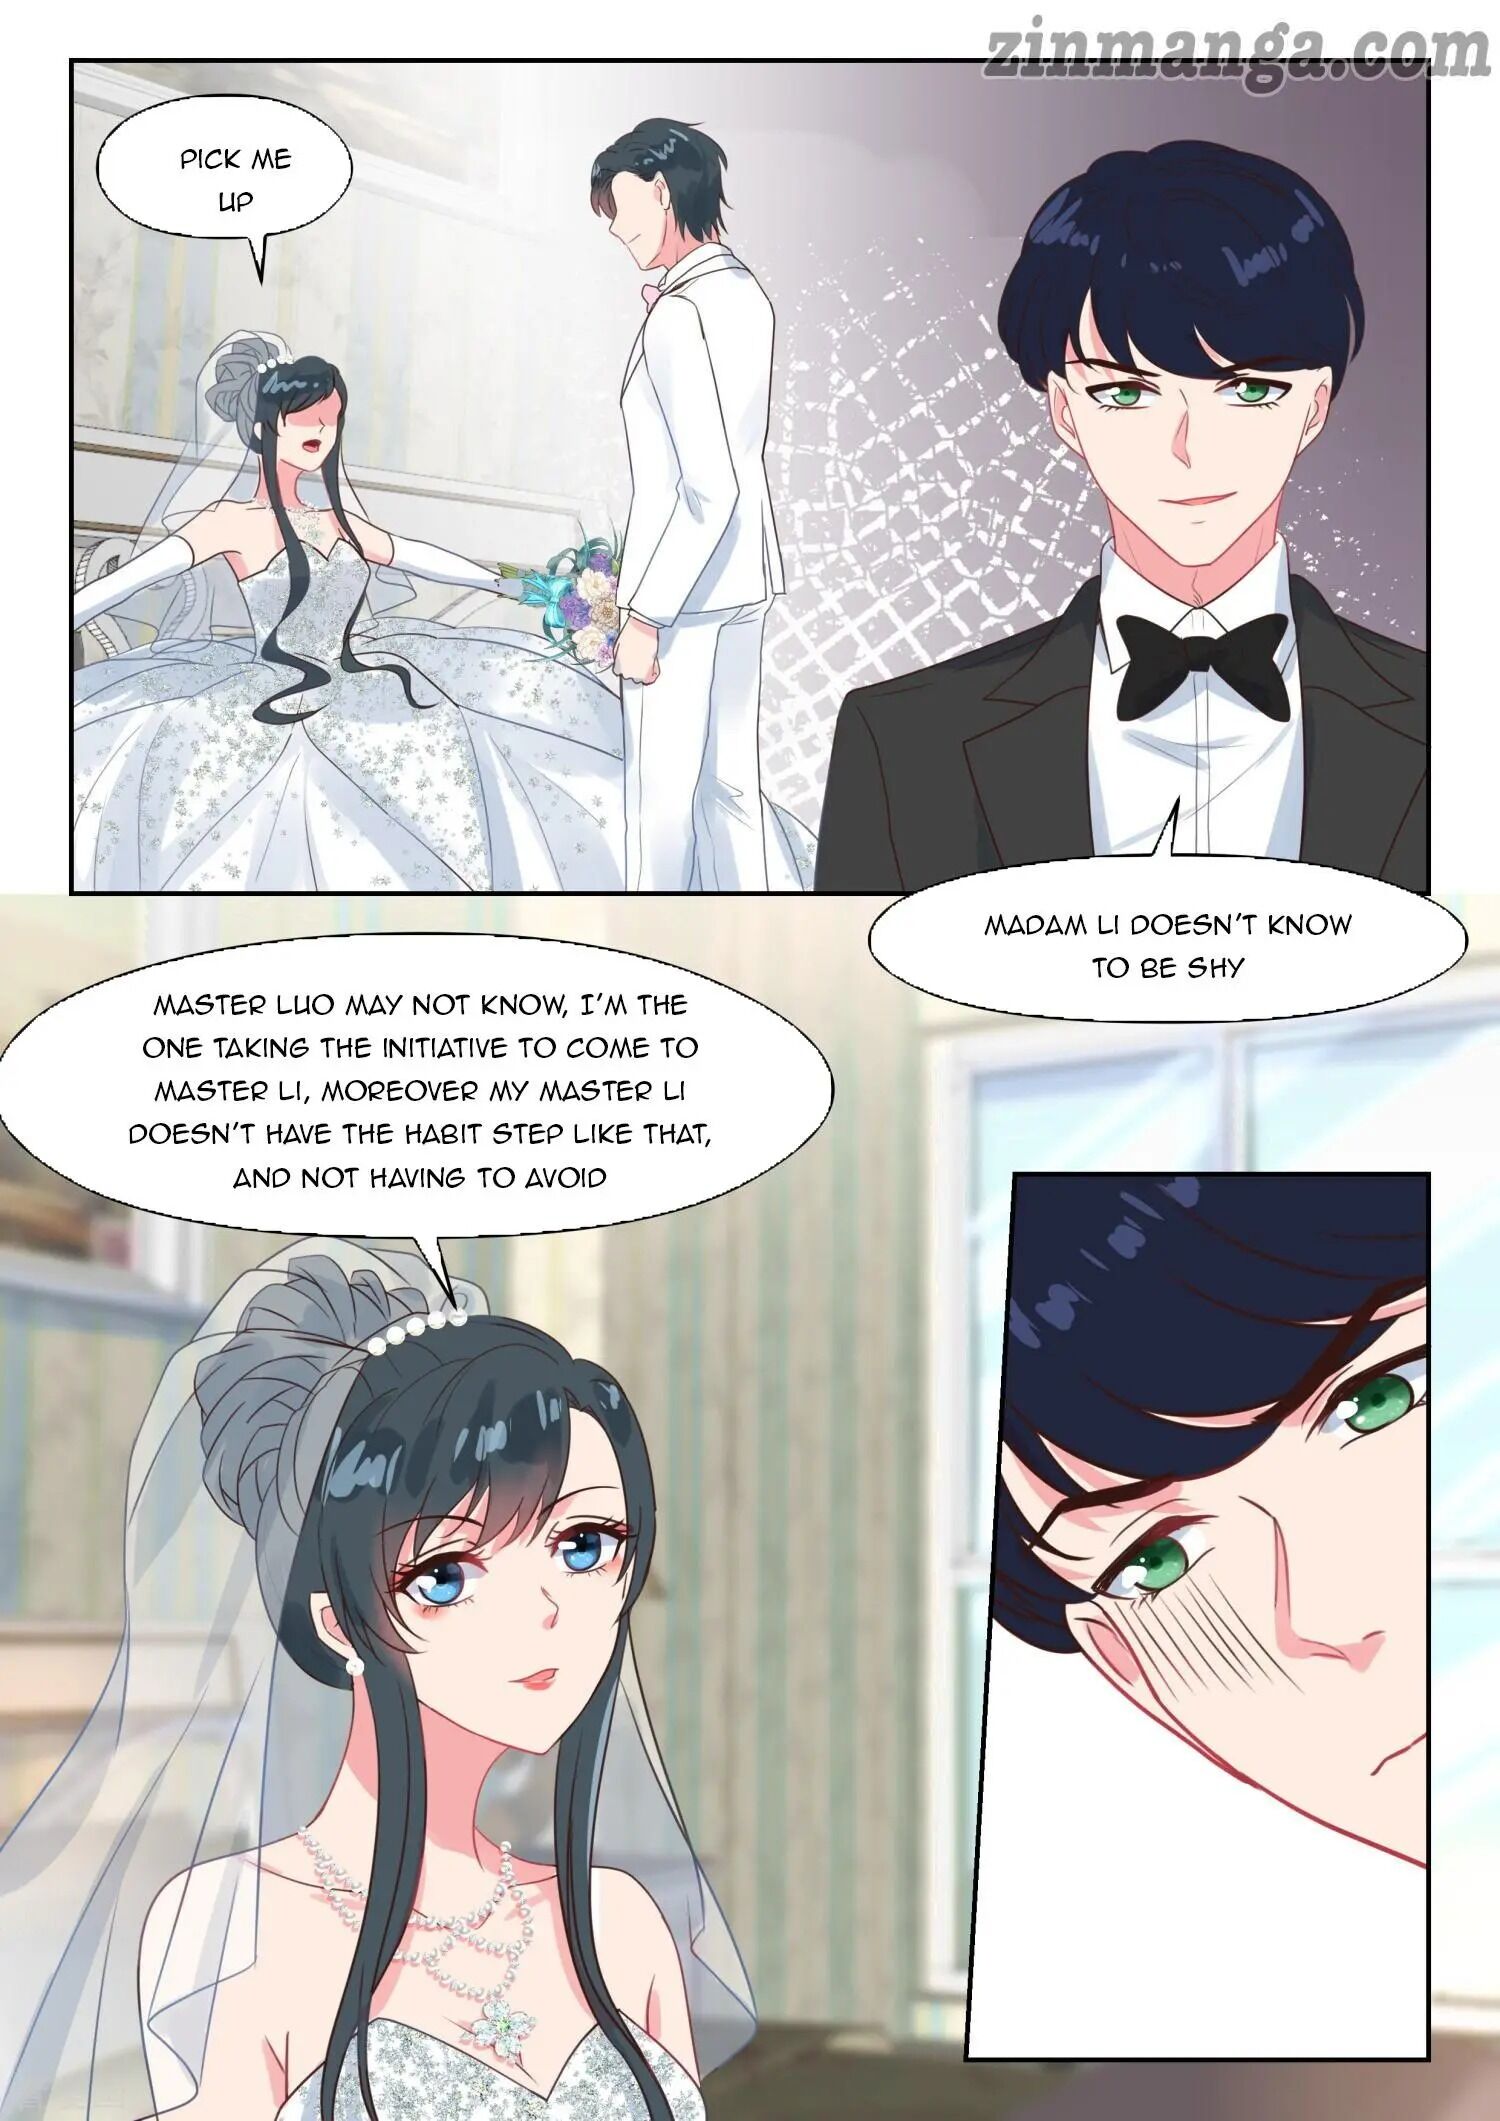 zinmanga.com
PICK ME
UP
MADAM LI DOESN'T KNOW
TO BE SHY
MASTER LUO MAY NOT KNOW, I'M THE
ONE TAKING THE INITIATIVE TO COME TO
MASTER LI, MOREOVER MY MASTER LI
DOESN'T HAVE THE HABIT STEP LIKE THAT,
AND NOT HAVING TO AVOID